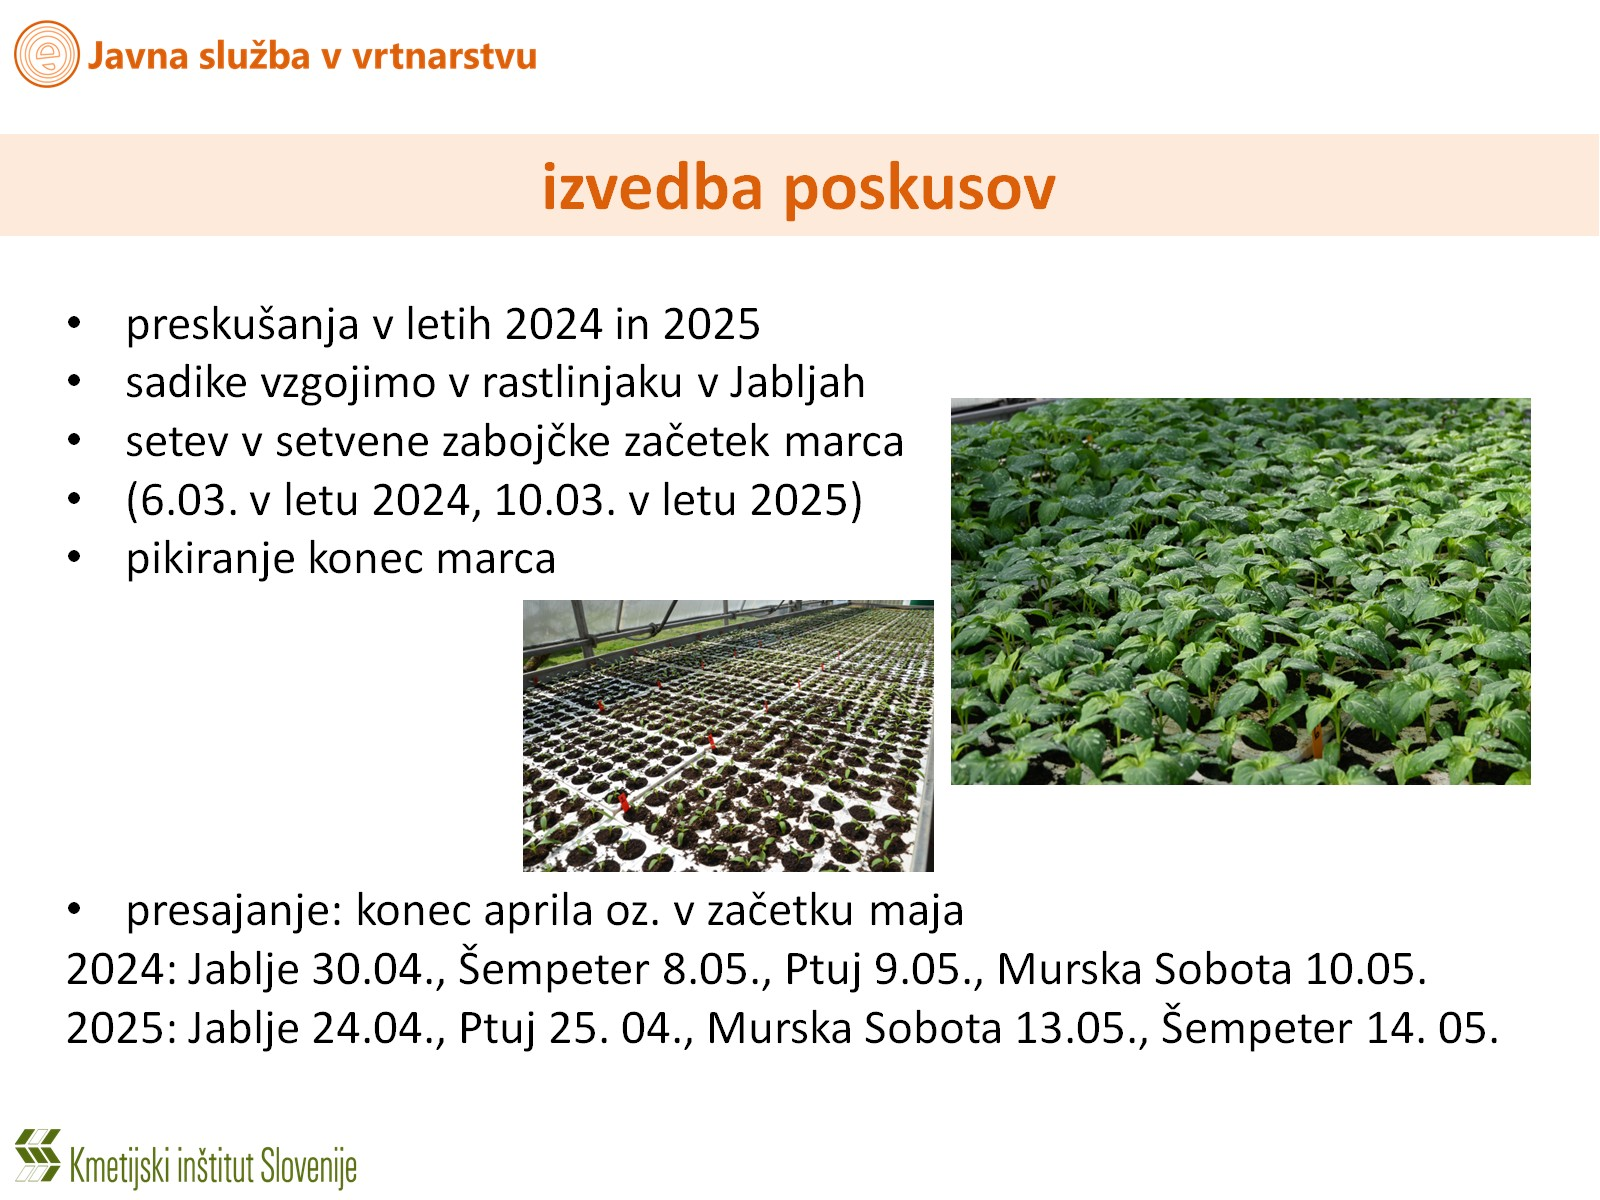 Javna služba v vrtnarstvu
izvedba poskusov
• preskušanja v letih 2024 in 2025
• sadike vzgojimo v rastlinjaku v Jabljah
• setev v setvene zabojčke začetek marca
• (6.03. v letu 2024, 10.03. v letu 2025)
• pikiranje konec marca
• presajanje: konec aprila oz. v začetku maja
2024: Jablje 30.04., Šempeter 8.05., Ptuj 9.05., Murska Sobota 10.05.
2025: Jablje 24.04., Ptuj 25. 04., Murska Sobota 13.05., Šempeter 14. 05.
Kmetijski inštitut Slovenije